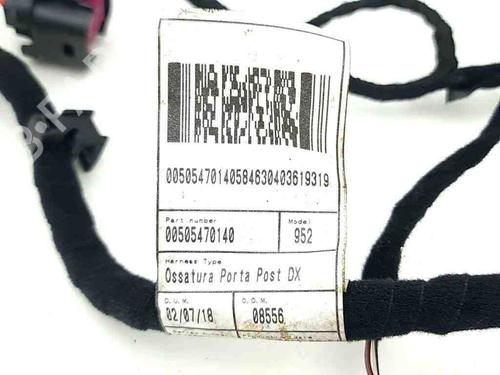 00505470140584630403619319
Part number Model
00505470140 952
Harness Type
Ossatura Porta Post DX
D.U.M. O.D.M.
02/07/18 08556